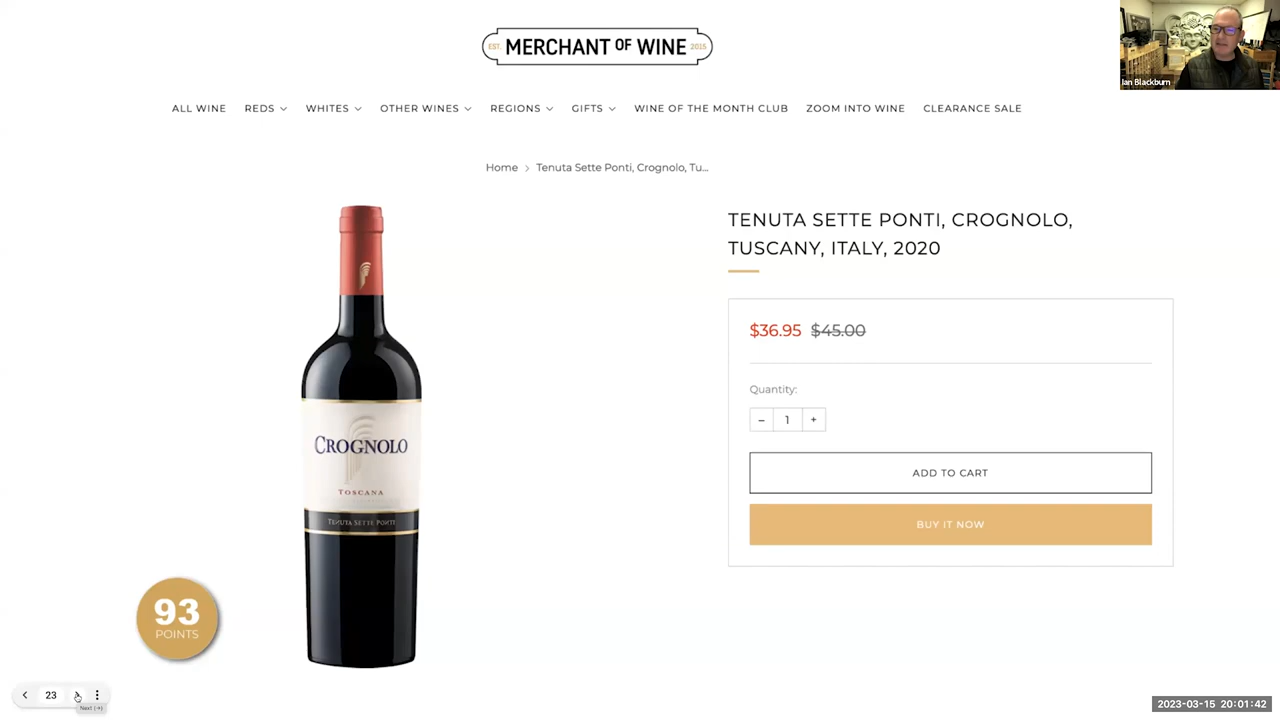 EST. MERCHANT OF WINE 2015
Ian Blackburn
ALL WINE REDS WHITES OTHER WINES REGIONS GIFTS WINE OF THE MONTH CLUB ZOOM INTO WINE CLEARANCE SALE
Home > Tenuta Sette Ponti, Crognolo, Tu...
TENUTA SETTE PONTI, CROGNOLO,
TUSCANY, ITALY, 2020
$36.95 $45.00
Quantity:
– 1 +
ADD TO CART
BUY IT NOW
CROGNOLO
TOSCANA
TENUTA SETTE PONTI
93
POINTS
23
Next (→)
2023-03-15 20:01:42